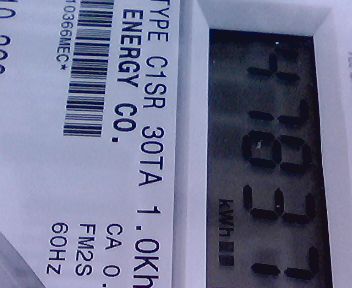 kWh
TYPE C1SR 30TA 1.0Kh
ENERGY CO.
CA 0.
10366MEC*
FM2S
60Hz